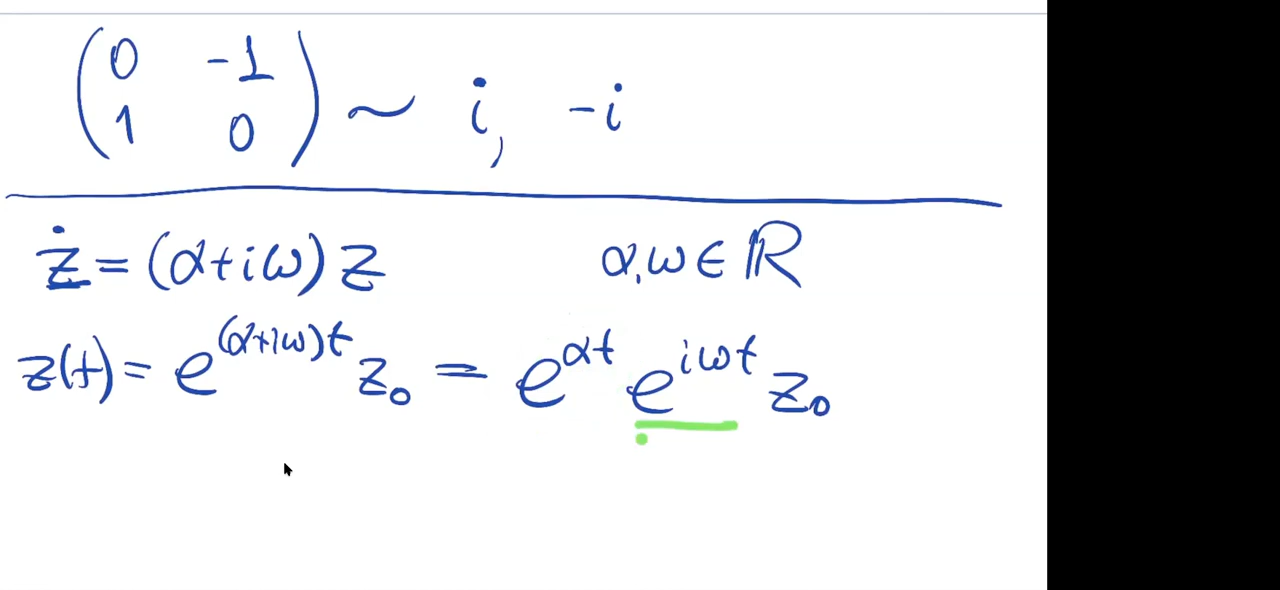 ( 0 -1
1 0 ) ~ i, -i
ż = (α+iω) z α,ω ∈ ℝ
z(t) = e^{(α+iω)t} z₀ = e^{αt} e^{iωt} z₀